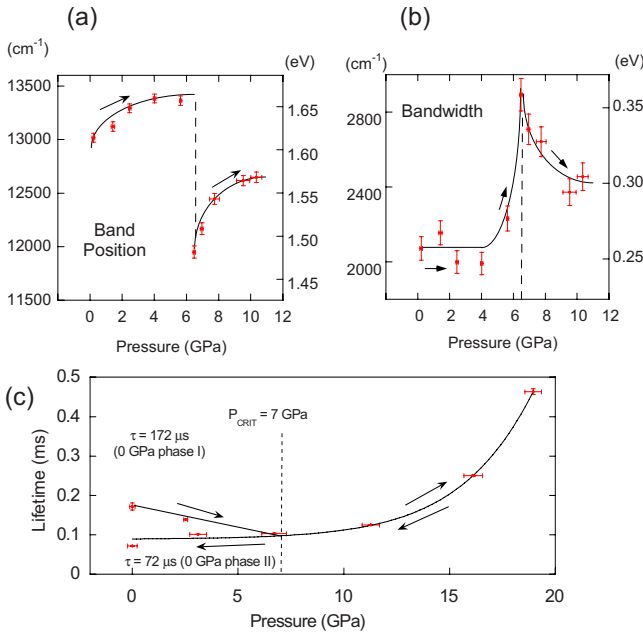 (a)
(b)
(cm⁻¹)
(eV)
(cm⁻¹)
(eV)
13500
13000
12000
11500
1.65
1.60
1.55
1.50
1.45
Band
Position
0 2 4 6 8 10 12
Pressure (GPa)
2800
2400
2000
0.35
0.30
0.25
Bandwidth
0 2 4 6 8 10 12
Pressure (GPa)
(c)
0.5
0.4
0.3
0.2
0.1
0
Lifetime (ms)
P_CRIT = 7 GPa
τ = 172 μs
(0 GPa phase I)
τ = 72 μs (0 GPa phase II)
0 5 10 15 20
Pressure (GPa)